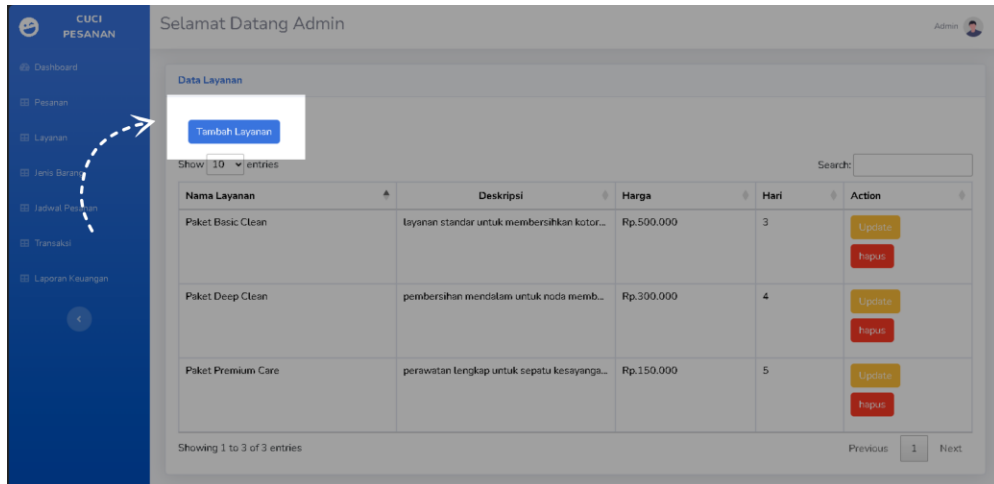 CUCI
PESANAN
Selamat Datang Admin
Admin
Dashboard
Pesanan
Layanan
Jenis Barang
Jadwal Pesanan
Transaksi
Laporan Keuangan
Data Layanan
Tambah Layanan
Show 10 entries
Search:
Nama Layanan Deskripsi Harga Hari Action
Paket Basic Clean layanan standar untuk membersihkan kotor... Rp.500.000 3 Update
hapus
Paket Deep Clean pembersihan mendalam untuk noda memb... Rp.300.000 4 Update
hapus
Paket Premium Care perawatan lengkap untuk sepatu kesayanga... Rp.150.000 5 Update
hapus
Showing 1 to 3 of 3 entries
Previous 1 Next